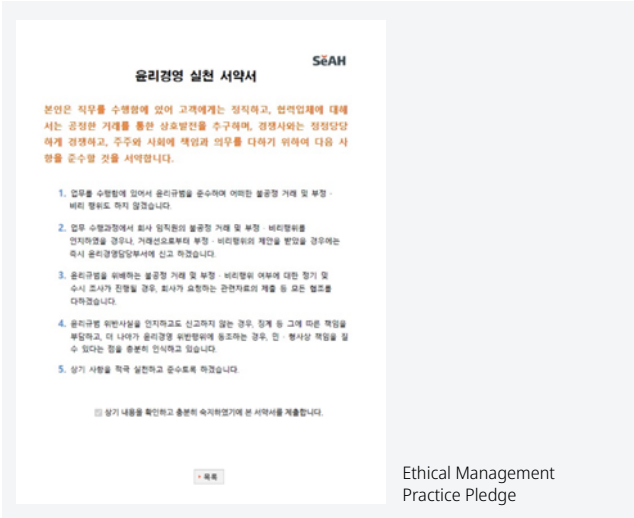 SeAH
윤리경영 실천 서약서
본인은 직무를 수행함에 있어 고객에게는 정직하고, 협력업체에 대해
서는 공정한 거래를 통한 상호발전을 추구하며, 경쟁사와는 정정당당
하게 경쟁하고, 주주와 사회에 책임과 의무를 다하기 위하여 다음 사
항을 준수할 것을 서약합니다.
1. 업무를 수행함에 있어서 윤리규범을 준수하며 어떠한 불공정 거래 및 부정 ·
비리 행위도 하지 않겠습니다.
2. 업무 수행과정에서 회사 임직원의 불공정 거래 및 부정 · 비리행위를
인지하였을 경우나, 거래선으로부터 부정 · 비리행위의 제안을 받았을 경우에는
즉시 윤리경영담당부서에 신고 하겠습니다.
3. 윤리규범을 위배하는 불공정 거래 및 부정 · 비리행위 여부에 대한 정기 및
수시 조사가 진행될 경우, 회사가 요청하는 관련자료의 제출 등 모든 협조를
다하겠습니다.
4. 윤리규범 위반사실을 인지하고도 신고하지 않는 경우, 징계 등 그에 따른 책임을
부담하고, 더 나아가 윤리경영 위반행위에 동조하는 경우, 민 · 형사상 책임을 질
수 있다는 점을 충분히 인식하고 있습니다.
5. 상기 사항을 적극 실천하고 준수토록 하겠습니다.
상기 내용을 확인하고 충분히 숙지하였기에 본 서약서를 제출합니다.
목록
Ethical Management
Practice Pledge